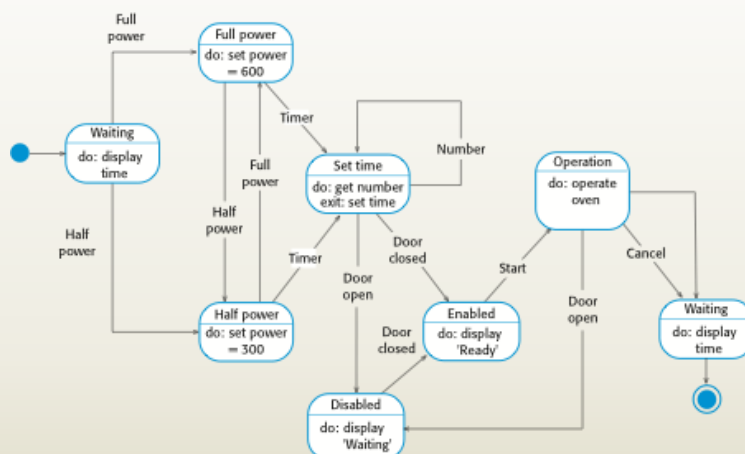 Full
power
Full power
do: set power
= 600
Timer
Waiting
do: display
time
Full
power
Number
Set time
do: get number
exit: set time
Operation
do: operate
oven
Half
power
Half
power
Timer
Door
closed
Door
open
Start
Cancel
Door
open
Half power
do: set power
= 300
Enabled
do: display
'Ready'
Door
closed
Waiting
do: display
time
Disabled
do: display
'Waiting'